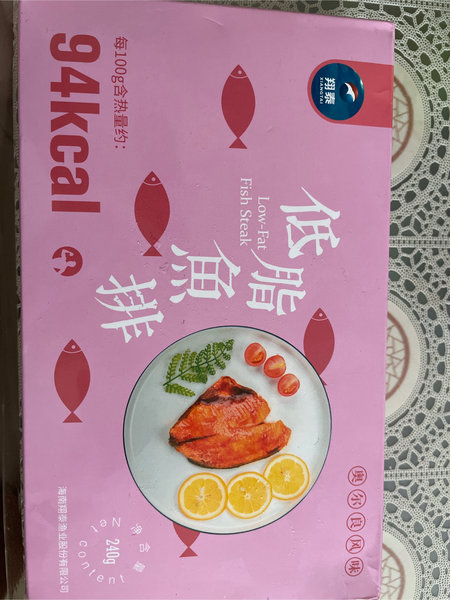 翔泰
XIANGTAI
每100g含热量约：
94kcal
低脂魚排
Low-Fat
Fish Steak
奥尔良风味
净含量
240g
Net content
海南翔泰渔业股份有限公司